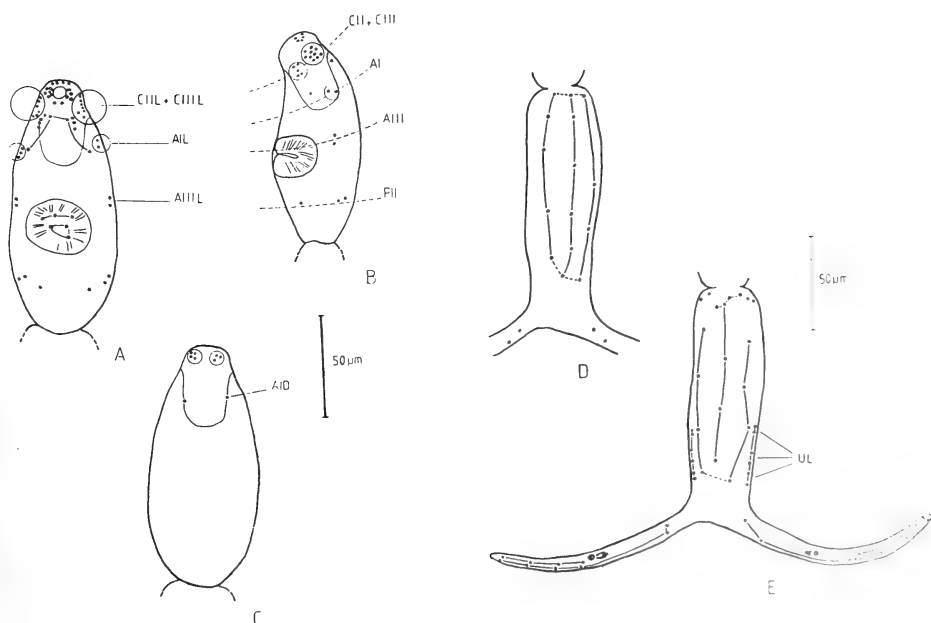 CII + CIII
AI
CIIL + CIIIL
AIL
AIII
AIIIL
PII
A
B
50µm
AID
C
D
50µm
UL
E